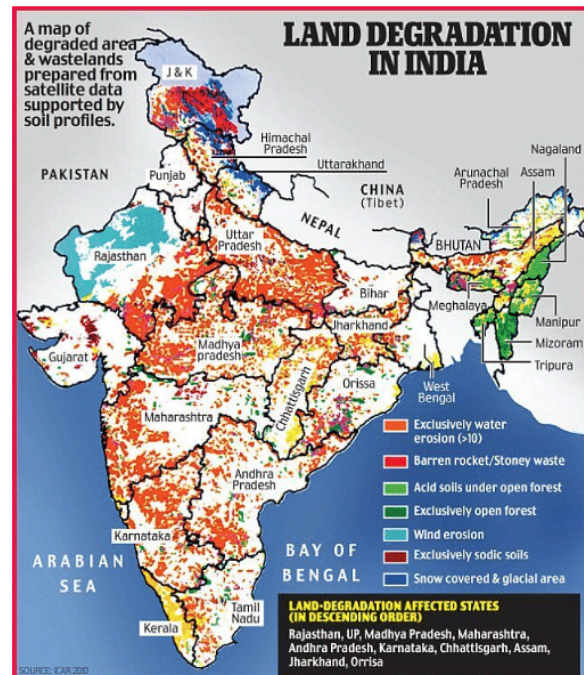 A map of
degraded area
& wastelands
prepared from
satellite data
supported by
soil profiles.
LAND DEGRADATION
IN INDIA
J & K
Himachal
Pradesh
Uttarakhand
PAKISTAN
Punjab
CHINA
(Tibet)
Nagaland
Arunachal
Pradesh
Assam
NEPAL
BHUTAN
Rajasthan
Uttar
Pradesh
Bihar
Meghalaya
Manipur
Mizoram
Tripura
Gujarat
Madhya
pradesh
Jharkhand
West
Bengal
Chhattisgarh
Orissa
Maharashtra
Andhra
Pradesh
Karnataka
ARABIAN
SEA
BAY OF
BENGAL
Tamil
Nadu
Kerala
Exclusively water
erosion (>10)
Barren rocket/Stoney waste
Acid soils under open forest
Exclusively open forest
Wind erosion
Exclusively sodic soils
Snow covered & glacial area
LAND-DEGRADATION AFFECTED STATES
(IN DESCENDING ORDER)
Rajasthan, UP, Madhya Pradesh, Maharashtra,
Andhra Pradesh, Karnataka, Chhattisgarh, Assam,
Jharkhand, Orrisa
SOURCE: ICAR 2010